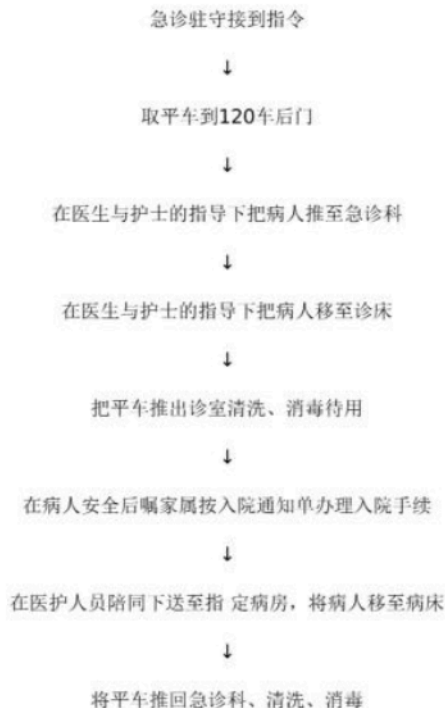 急诊驻守接到指令
↓
取平车到120车后门
↓
在医生与护士的指导下把病人推至急诊科
↓
在医生与护士的指导下把病人移至诊床
↓
把平车推出诊室清洗、消毒待用
↓
在病人安全后嘱家属按入院通知单办理入院手续
↓
在医护人员陪同下送至指 定病房，将病人移至病床
↓
将平车推回急诊科、清洗、消毒